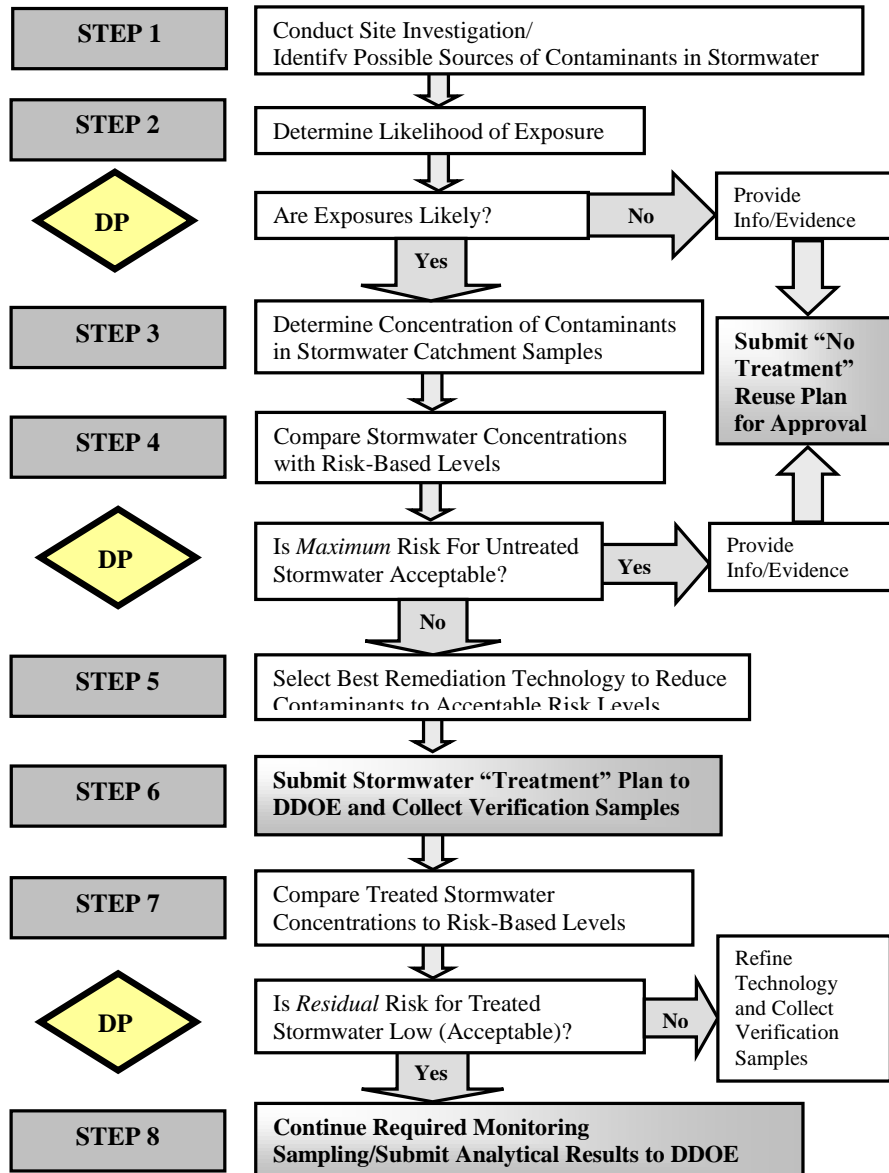 STEP 1
Conduct Site Investigation/
Identify Possible Sources of Contaminants in Stormwater
STEP 2
Determine Likelihood of Exposure
DP
Are Exposures Likely?
No
Provide
Info/Evidence
Yes
STEP 3
Determine Concentration of Contaminants
in Stormwater Catchment Samples
Submit “No
Treatment”
Reuse Plan
for Approval
STEP 4
Compare Stormwater Concentrations
with Risk-Based Levels
DP
Is Maximum Risk For Untreated
Stormwater Acceptable?
Yes
Provide
Info/Evidence
No
STEP 5
Select Best Remediation Technology to Reduce
Contaminants to Acceptable Risk Levels
STEP 6
Submit Stormwater “Treatment” Plan to
DDOE and Collect Verification Samples
STEP 7
Compare Treated Stormwater
Concentrations to Risk-Based Levels
DP
Is Residual Risk for Treated
Stormwater Low (Acceptable)?
No
Refine
Technology
and Collect
Verification
Samples
Yes
STEP 8
Continue Required Monitoring
Sampling/Submit Analytical Results to DDOE